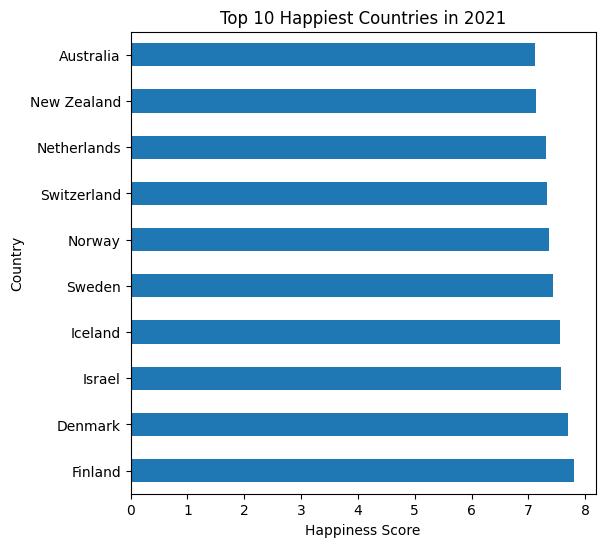 Top 10 Happiest Countries in 2021
Australia
New Zealand
Netherlands
Switzerland
Norway
Sweden
Iceland
Israel
Denmark
Finland
Country
0 1 2 3 4 5 6 7 8
Happiness Score